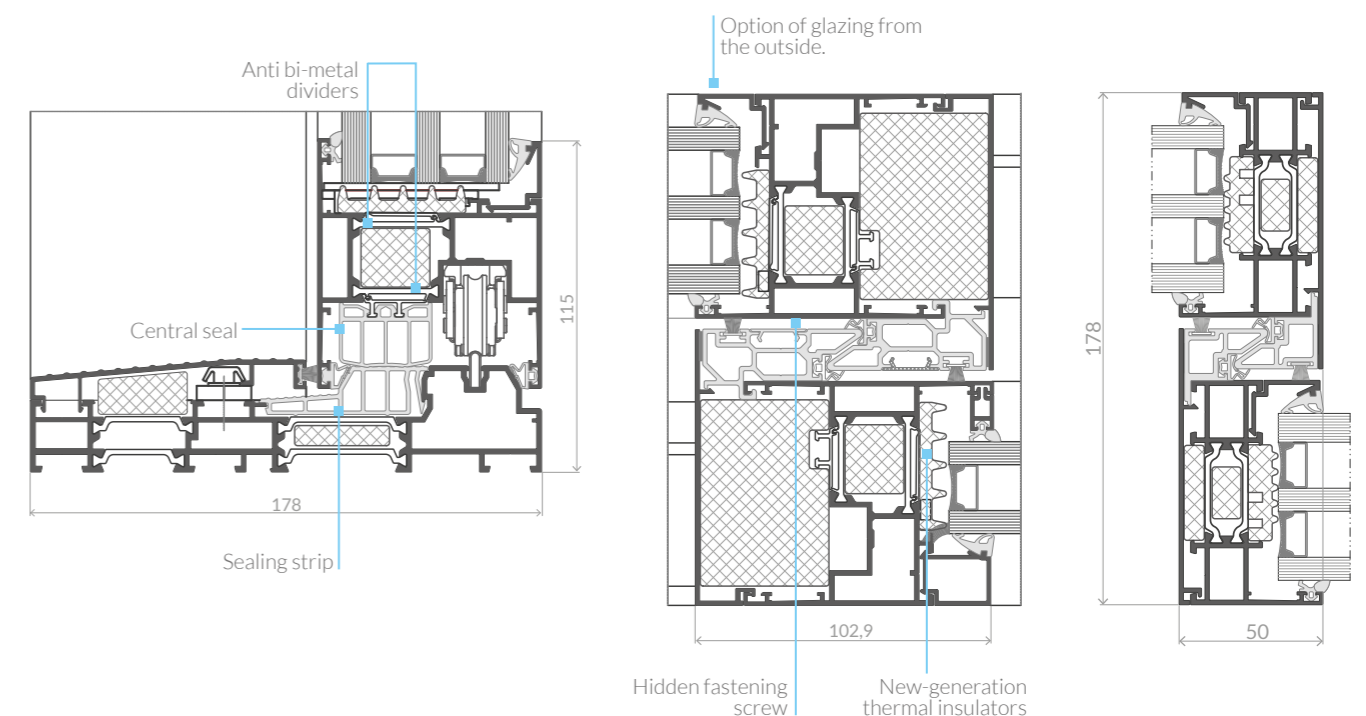 Option of glazing from
the outside.
Anti bi-metal
dividers
Central seal
115
178
178
Sealing strip
102,9
50
Hidden fastening
screw
New-generation
thermal insulators